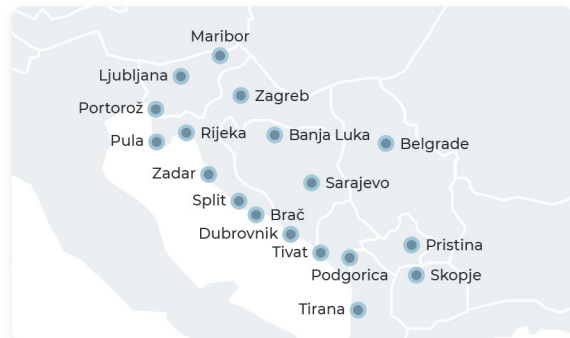 Maribor
Ljubljana
Zagreb
Portorož
Rijeka
Banja Luka
Pula
Belgrade
Zadar
Sarajevo
Split
Brač
Dubrovnik
Pristina
Tivat
Podgorica
Skopje
Tirana